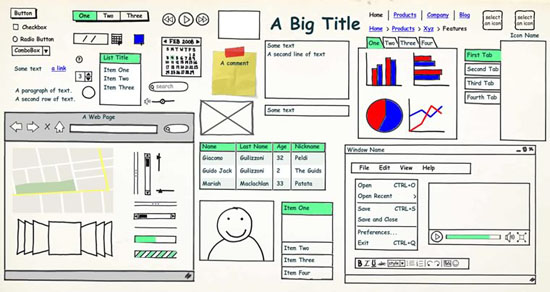 Button
One Two Three
Checkbox
Radio Button
ComboBox
Some text a link
A paragraph of text.
A second row of text.
3
List Title
Item One
Item Two
Item Three
FEB 2008
S M T W T F S
search
A Big Title
A comment
Some text
A second line of text
Some text
Home Products Company Blog
Home > Products > Xyz > Features
select an icon
select an icon
Icon Name
One Two Three Four
First Tab
Second Tab
Third Tab
Fourth Tab
A Web Page
Name Last Name Age Nickname
Giacomo Guilizzoni 32 Peldi
Guido Jack Guilizzoni 2 The Guids
Mariah Maclachlan 33 Patata
Item One
Item Two
Item Three
Item Four
Window Name
File Edit View Help
Open CTRL+O
Open Recent
Save CTRL+S
Save and Close
Preferences...
Exit CTRL+Q
B I U abc style